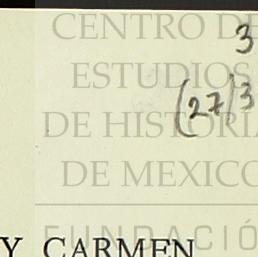 CENTRO DE
3
ESTUDIOS
(27)3
DE HISTORIA
DE MEXICO
FUNDACIÓ
Y CARMEN